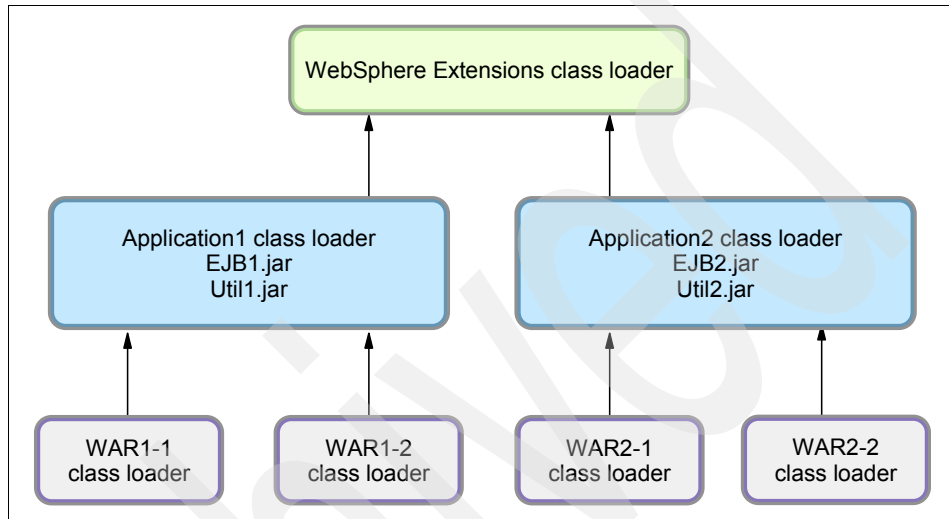 WebSphere Extensions class loader
Application1 class loader
EJB1.jar
Util1.jar
Application2 class loader
EJB2.jar
Util2.jar
WAR1-1
class loader
WAR1-2
class loader
WAR2-1
class loader
WAR2-2
class loader